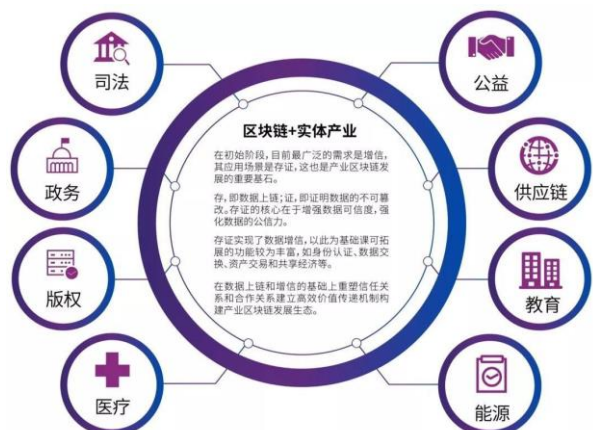 司法
公益
政务
供应链
版权
教育
医疗
能源
区块链+实体产业
在初始阶段,目前最广泛的需求是增信,
其应用场景是存证,这也是产业区块链发
展的重要基石。
存,即数据上链;证,即证明数据的不可篡
改。存证的核心在于增强数据可信度,强
化数据的公信力。
存证实现了数据增信,以此为基础课可拓
展的功能较为丰富,如身份认证、数据交
换、资产交易和共享经济等。
在数据上链和增信的基础上重塑信任关
系和合作关系建立高效价值传递机制构
建产业区块链发展生态。